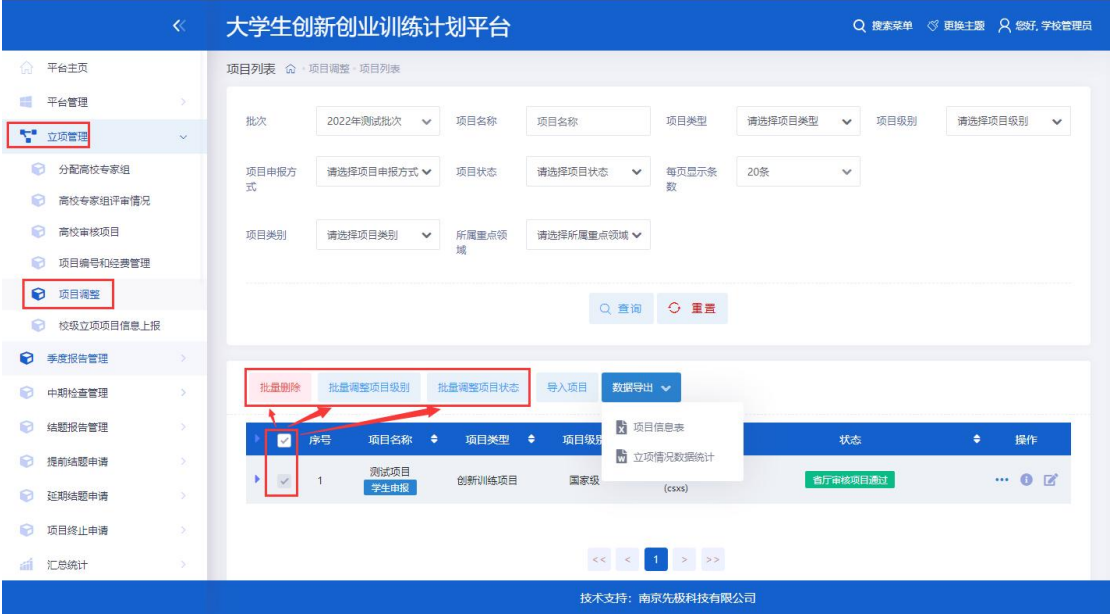 大学生创新创业训练计划平台
搜索菜单 更换主题 您好, 学校管理员
平台主页
平台管理
立项管理
分配高校专家组
高校专家组评审情况
高校审核项目
项目编号和经费管理
项目调整
校级立项项目信息上报
季度报告管理
中期检查管理
结题报告管理
提前结题申请
延期结题申请
项目终止申请
汇总统计
项目列表 - 项目调整 - 项目列表
批次 2022年测试批次 项目名称 项目名称 项目类型 请选择项目类型 项目级别 请选择项目级别
项目申报方式 请选择项目申报方式 项目状态 请选择项目状态 每页显示条数 20条
项目类别 请选择项目类别 所属重点领域 请选择所属重点领域
查询 重置
批量删除 批量调整项目级别 批量调整项目状态 导入项目 数据导出
项目信息表
立项情况数据统计
序号 项目名称 项目类型 项目级别 状态 操作
1 测试项目 创新训练项目 国家级 省厅审核项目通过
学生申报 (csxs)
<< < 1 > >>
技术支持：南京先极科技有限公司